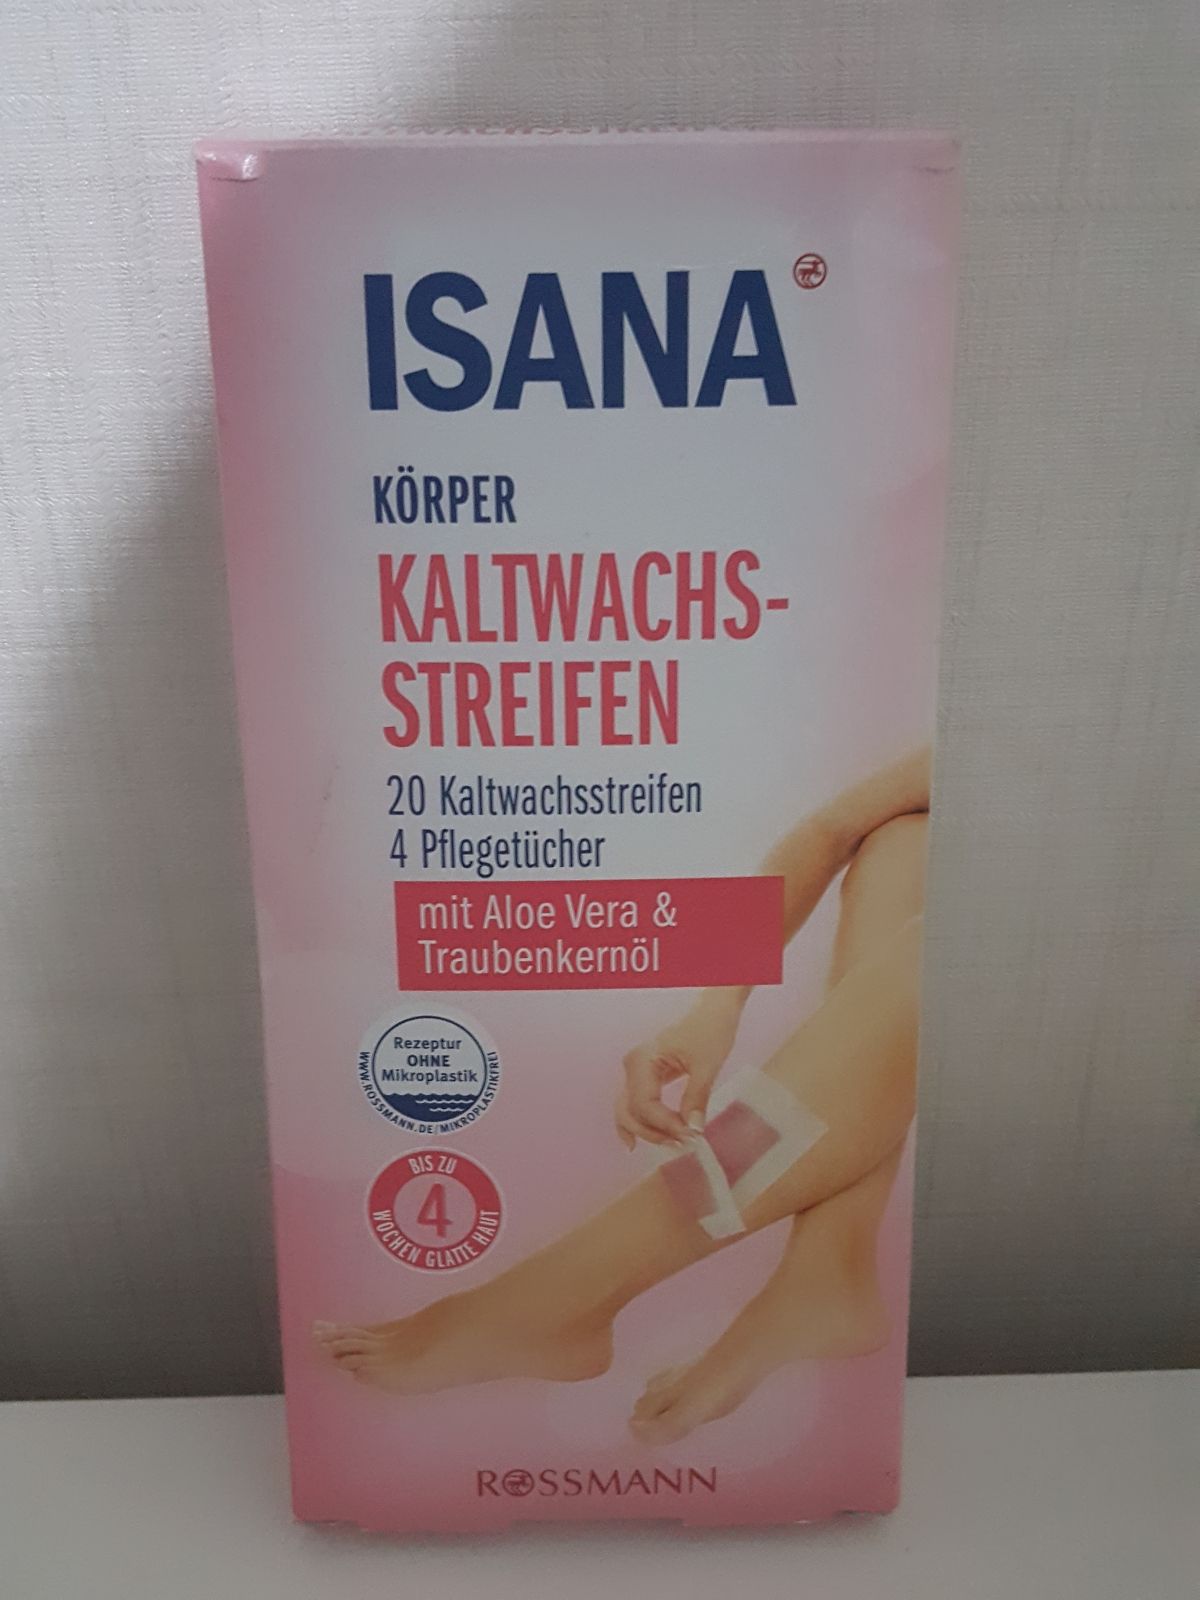 ISANA
KÖRPER
KALTWACHS-
STREIFEN
20 Kaltwachsstreifen
4 Pflegetücher
mit Aloe Vera &
Traubenkernöl
Rezeptur
OHNE
Mikroplastik
WWW.ROSSMANN.DE/MIKROPLASTIKFREI
BIS ZU
4
WOCHEN GLATTE HAUT
ROSSMANN